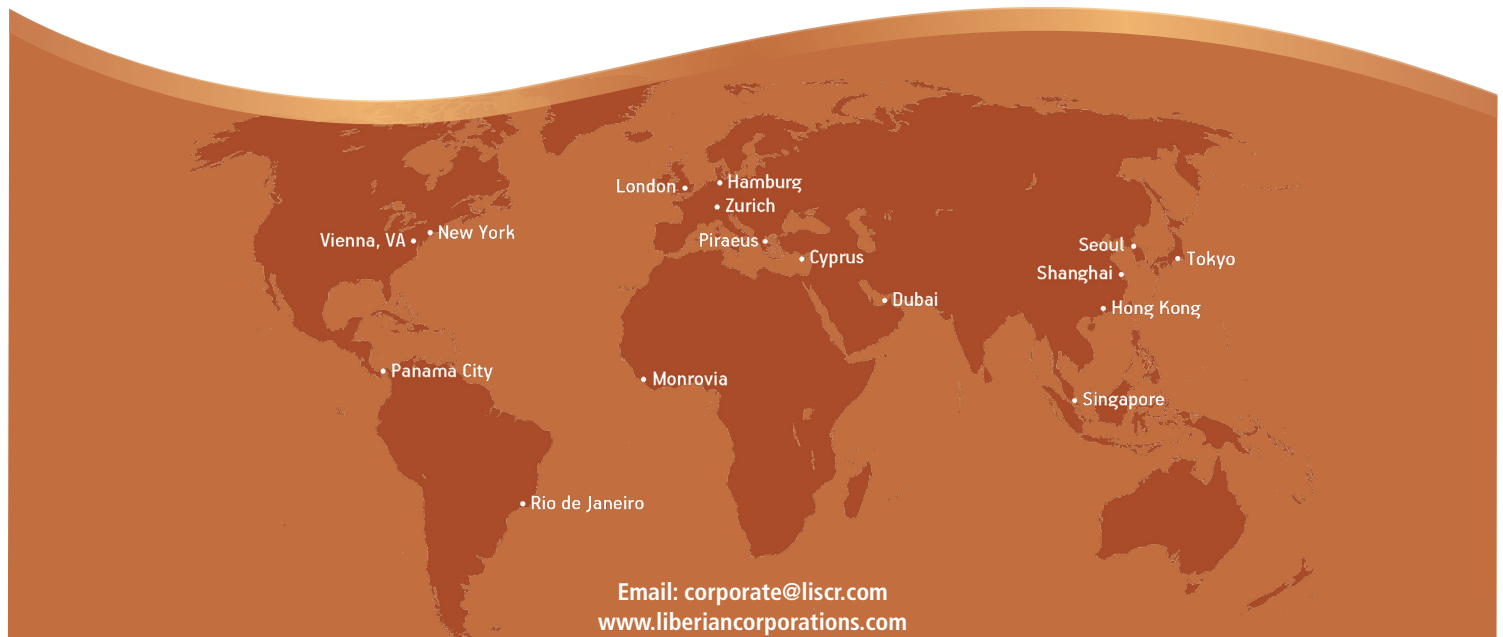 London
Hamburg
Zurich
Vienna, VA
New York
Piraeus
Cyprus
Seoul
Tokyo
Shanghai
Dubai
Hong Kong
Panama City
Monrovia
Singapore
Rio de Janeiro
Email: corporate@liscr.com
www.liberiancorporations.com